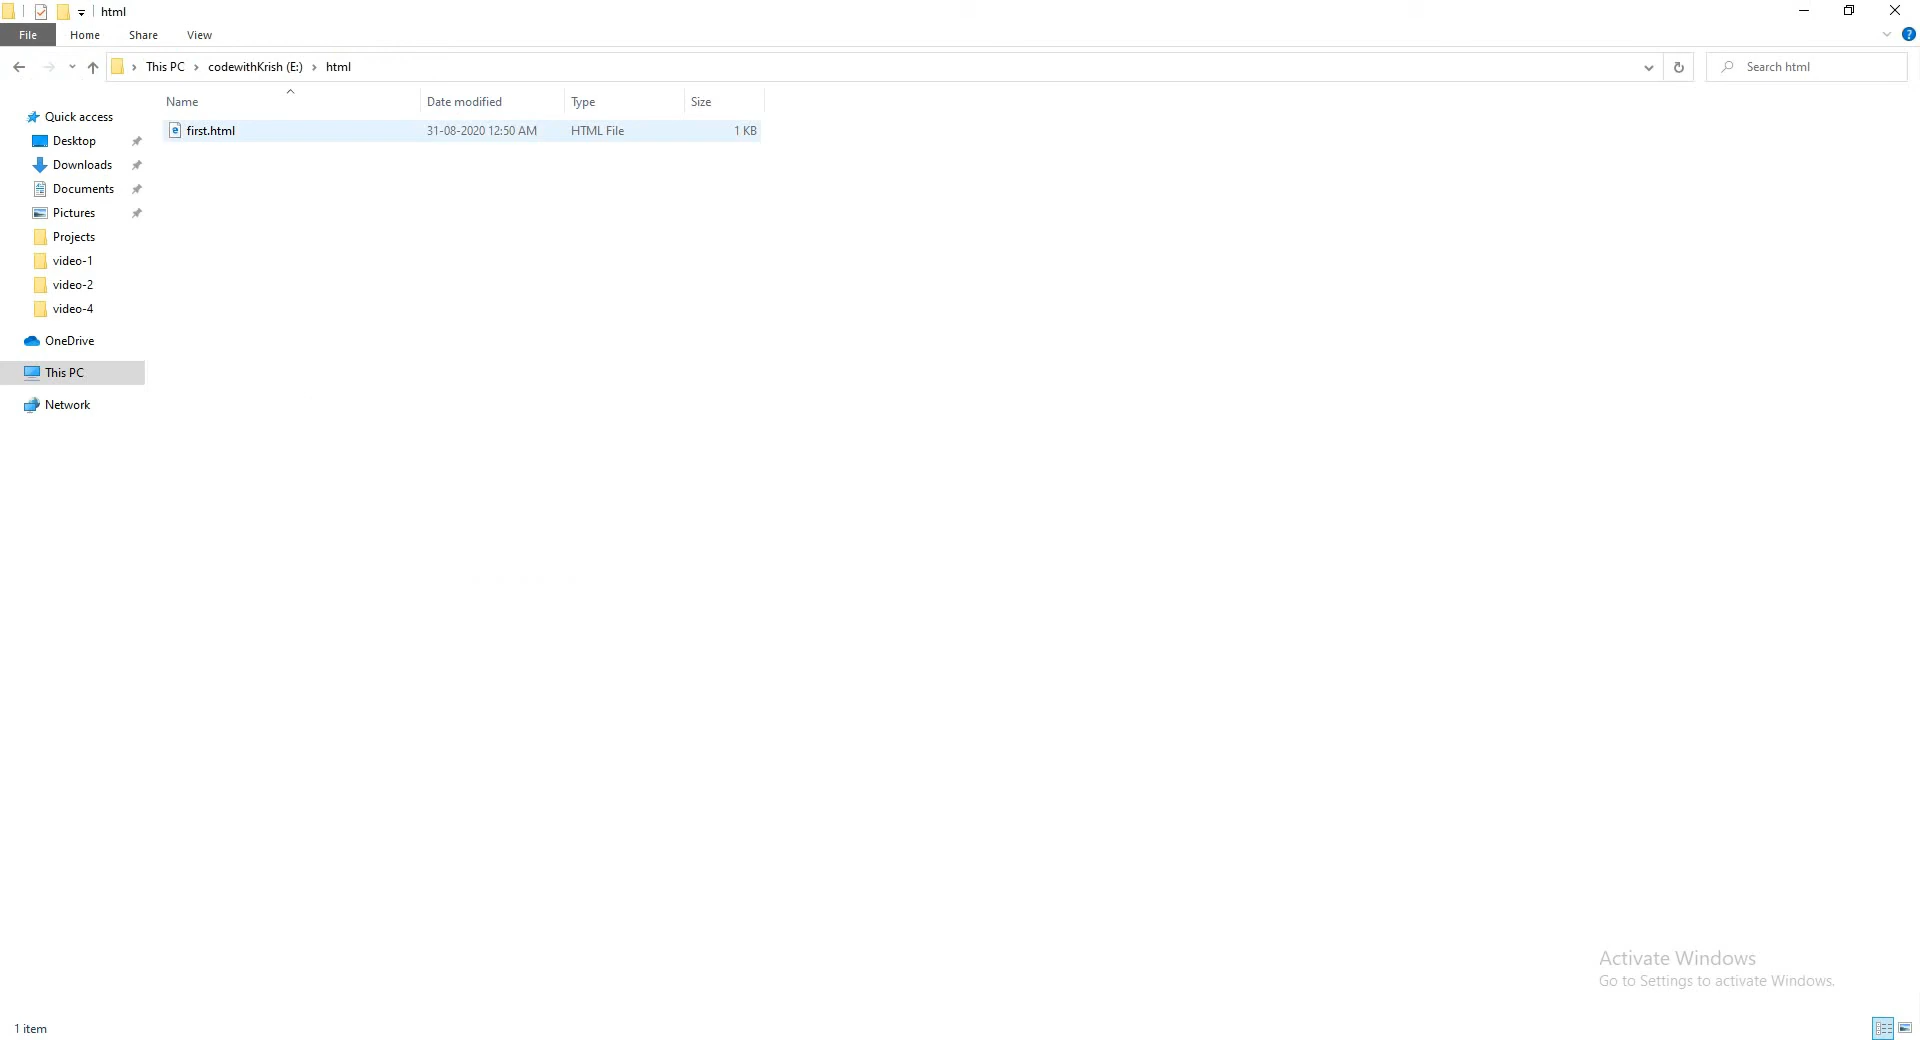 html
File Home Share View
This PC codewithKrish (E:) html Search html
Name Date modified Type Size
first.html 31-08-2020 12:50 AM HTML File 1 KB
Quick access
Desktop
Downloads
Documents
Pictures
Projects
video-1
video-2
video-4
OneDrive
This PC
Network
Activate Windows
Go to Settings to activate Windows.
1 item